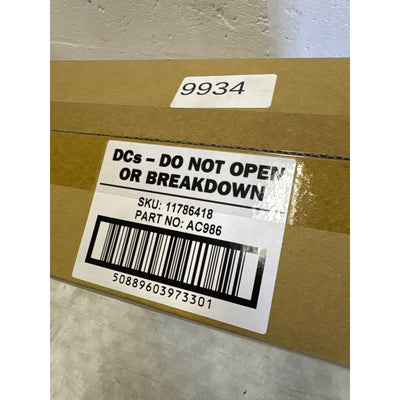 9934
DCs – DO NOT OPEN
OR BREAKDOWN
SKU: 11786418
PART NO: AC986
50889603973301